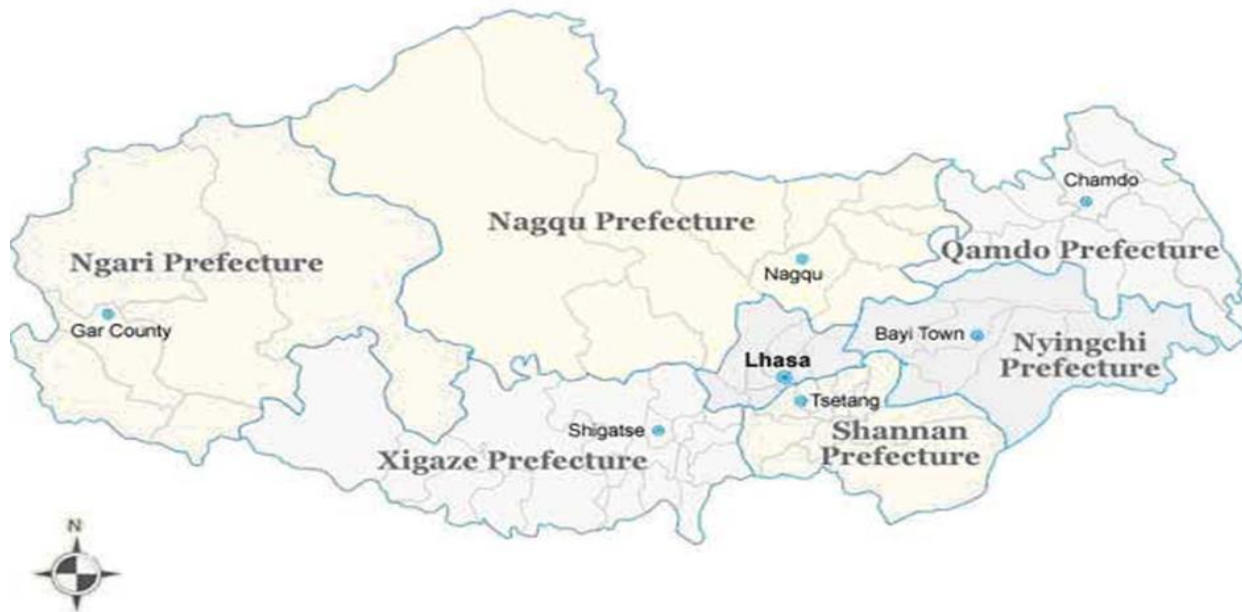 Chamdo
Nagqu Prefecture
Qamdo Prefecture
Ngari Prefecture
Nagqu
Gar County
Bayi Town
Nyingchi
Prefecture
Lhasa
Tsetang
Shigatse
Shannan
Prefecture
Xigaze Prefecture
N